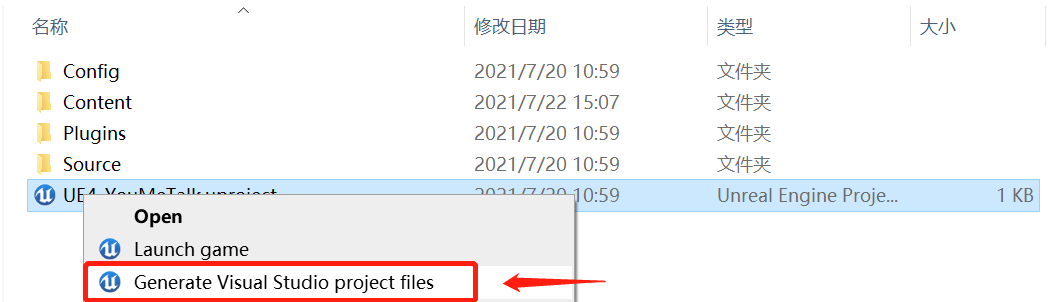 名称 修改日期 类型 大小
Config 2021/7/20 10:59 文件夹
Content 2021/7/22 15:07 文件夹
Plugins 2021/7/20 10:59 文件夹
Source 2021/7/20 10:59 文件夹
UE4-YouMeTalk.uproject 2021/7/20 10:59 Unreal Engine Proje... 1 KB
Open
Launch game
Generate Visual Studio project files